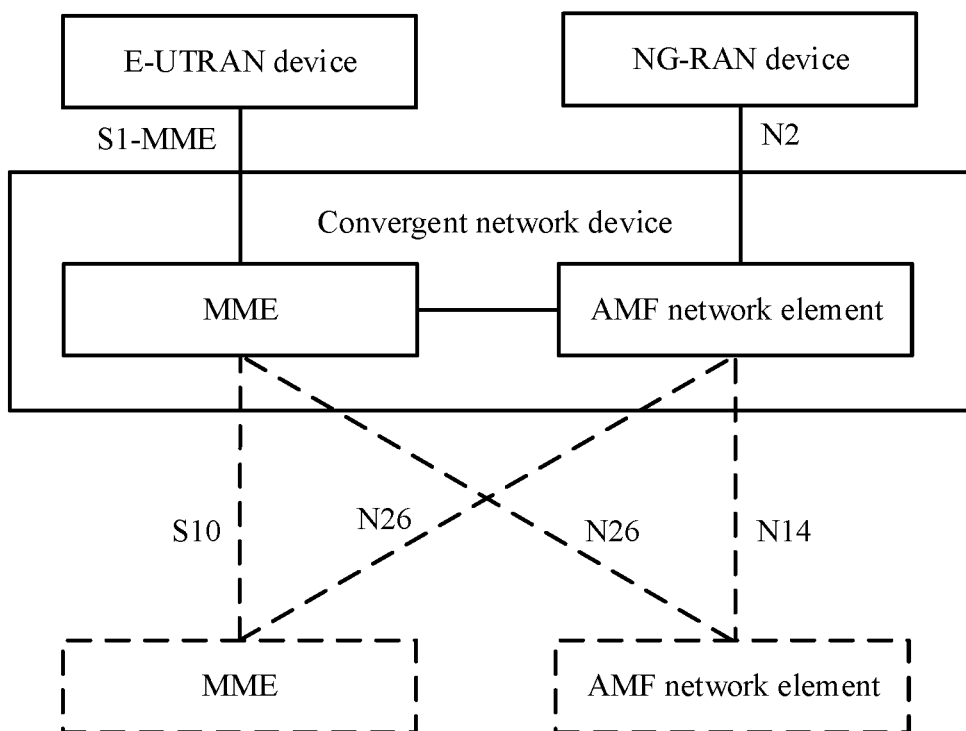 E-UTRAN device
NG-RAN device
S1-MME
N2
Convergent network device
MME
AMF network element
S10
N26
N26
N14
MME
AMF network element